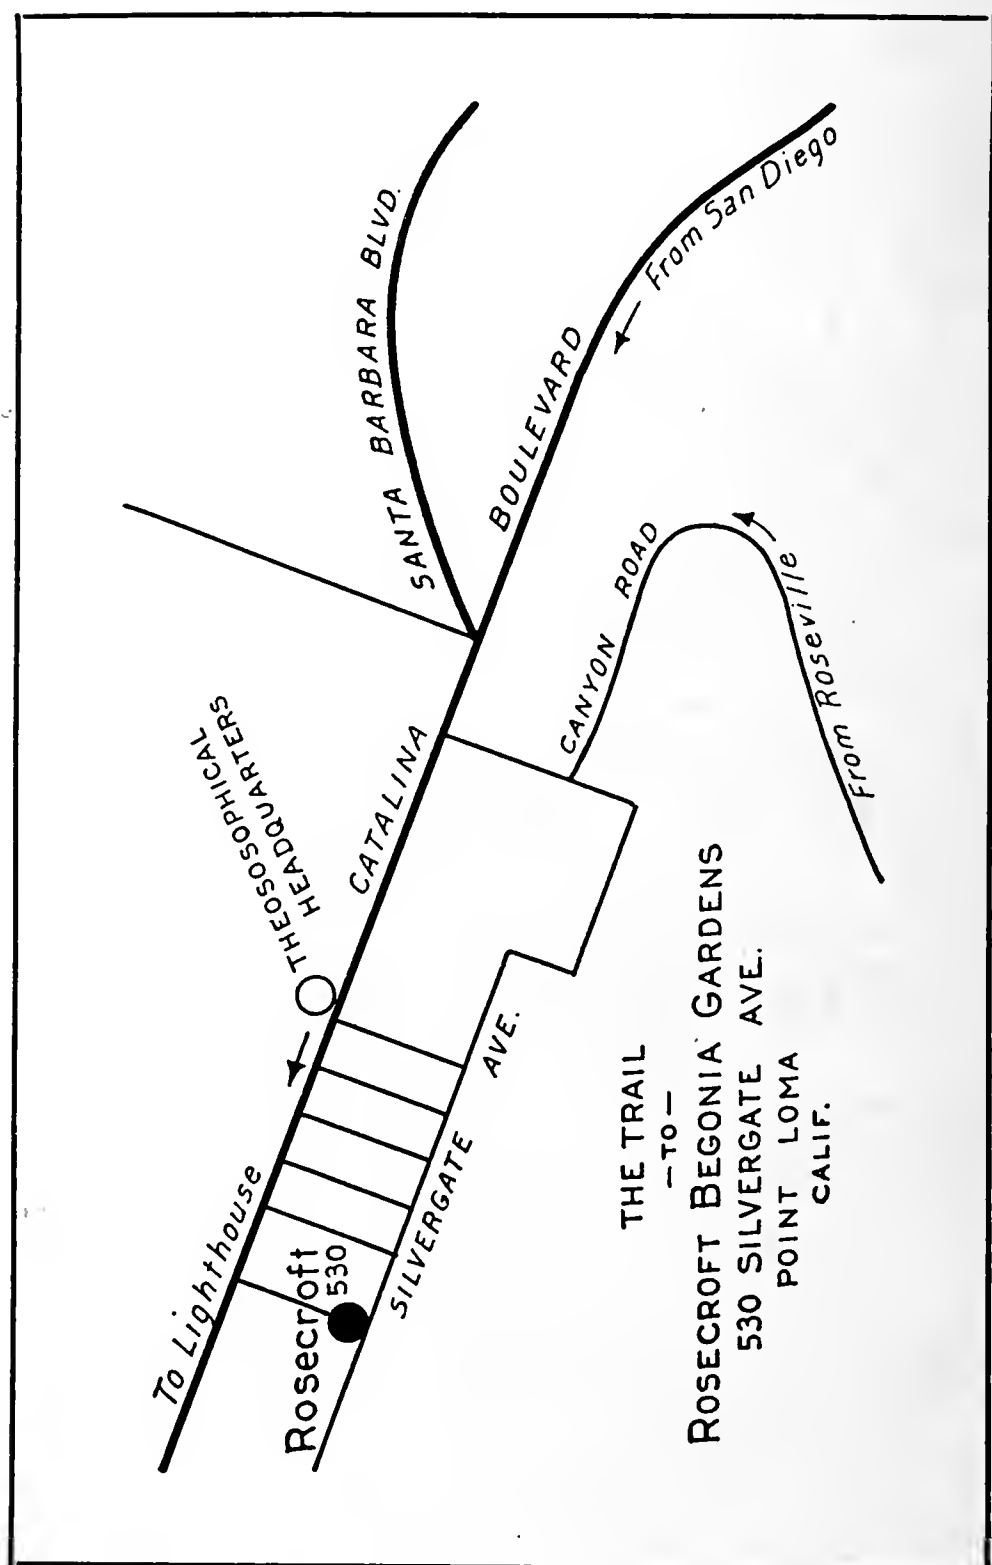 SANTA BARBARA BLVD.
From San Diego
CATALINA BOULEVARD
CANYON ROAD
From Roseville
THEOSOSOPHICAL
HEADQUARTERS
To Lighthouse
Rosecroft
530
SILVERGATE AVE.
THE TRAIL
—TO—
ROSECROFT BEGONIA GARDENS
530 SILVERGATE AVE.
POINT LOMA
CALIF.